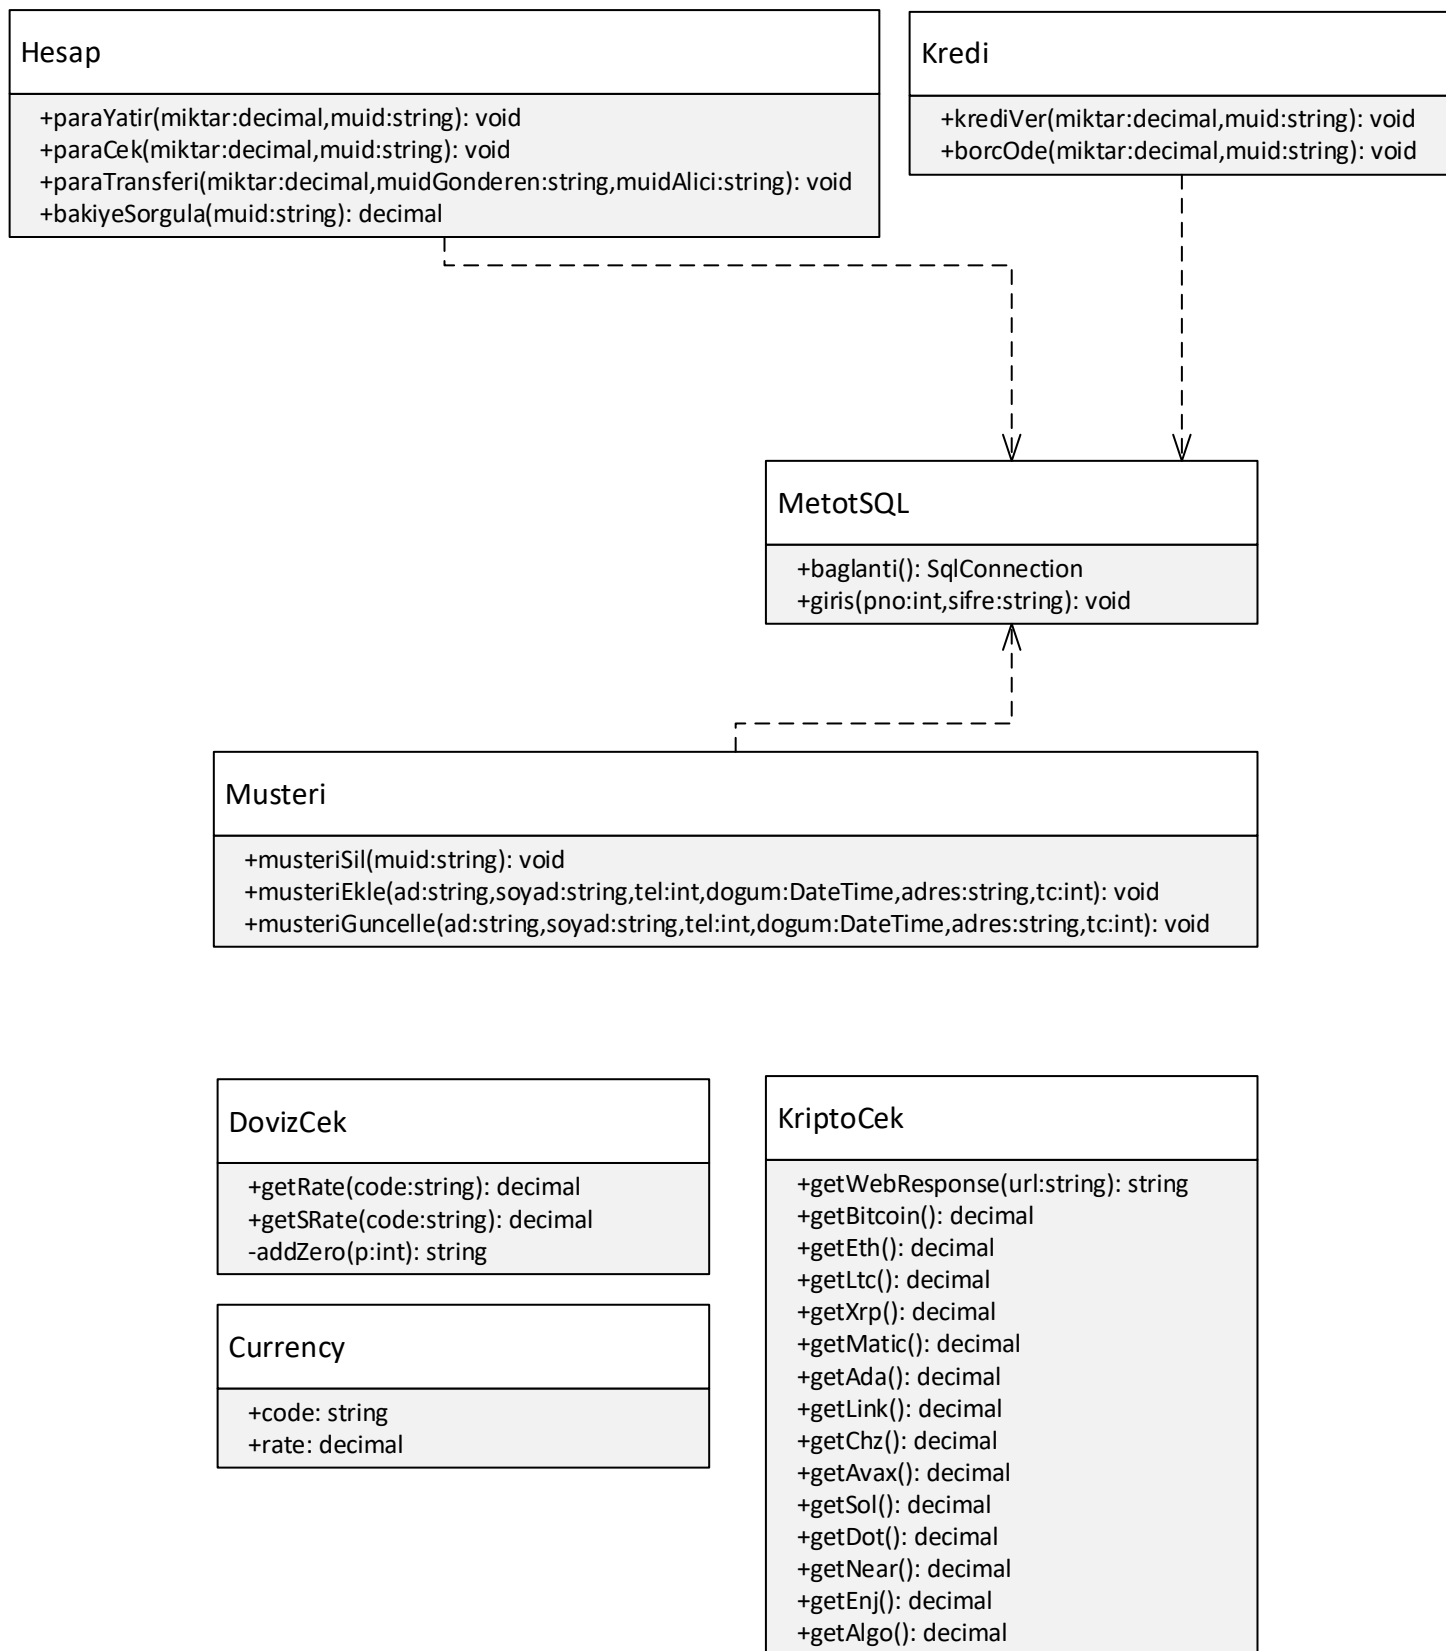 Hesap
+paraYatir(miktar:decimal,muid:string): void
+paraCek(miktar:decimal,muid:string): void
+paraTransferi(miktar:decimal,muidGonderen:string,muidAlici:string): void
+bakiyeSorgula(muid:string): decimal
Kredi
+krediVer(miktar:decimal,muid:string): void
+borcOde(miktar:decimal,muid:string): void
MetotSQL
+baglanti(): SqlConnection
+giris(pno:int,sifre:string): void
Musteri
+musteriSil(muid:string): void
+musteriEkle(ad:string,soyad:string,tel:int,dogum:DateTime,adres:string,tc:int): void
+musteriGuncelle(ad:string,soyad:string,tel:int,dogum:DateTime,adres:string,tc:int): void
DovizCek
+getRate(code:string): decimal
+getSRate(code:string): decimal
-addZero(p:int): string
Currency
+code: string
+rate: decimal
KriptoCek
+getWebResponse(url:string): string
+getBitcoin(): decimal
+getEth(): decimal
+getLtc(): decimal
+getXrp(): decimal
+getMatic(): decimal
+getAda(): decimal
+getLink(): decimal
+getChz(): decimal
+getAvax(): decimal
+getSol(): decimal
+getDot(): decimal
+getNear(): decimal
+getEnj(): decimal
+getAlgo(): decimal